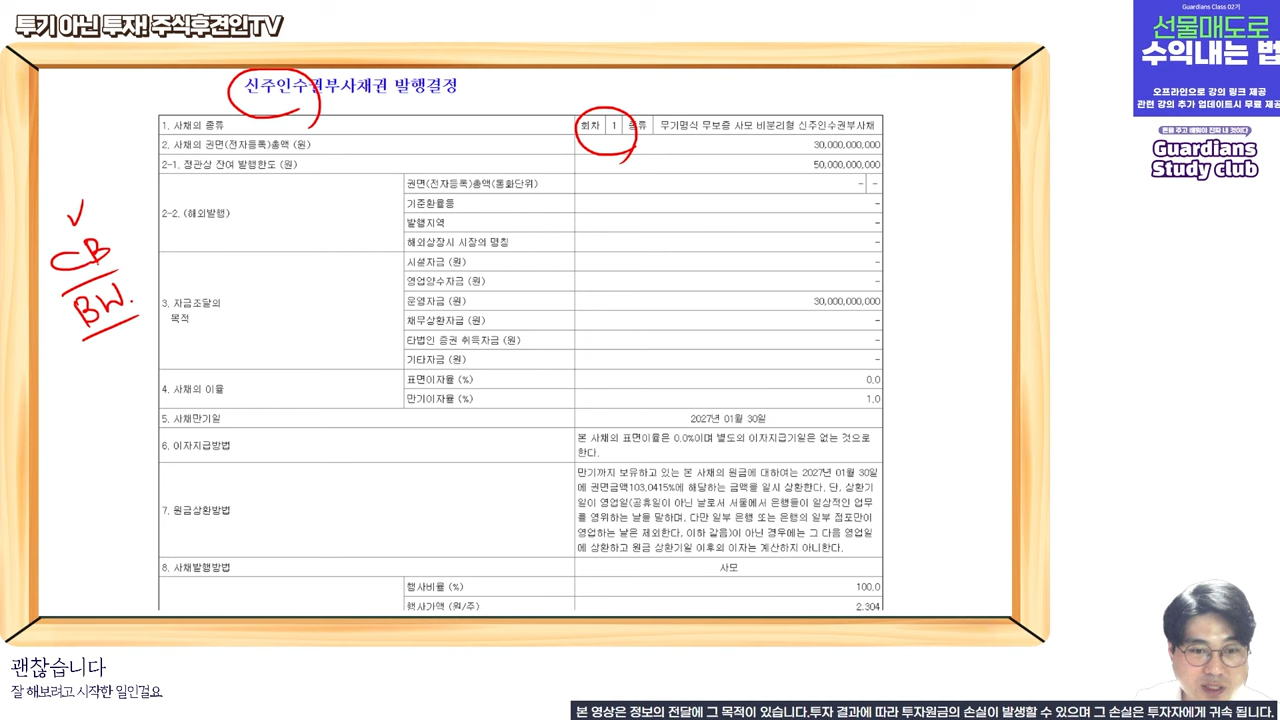 투기 아닌 투자! 주식후견인TV
Guardians Class 02기
선물매도로
수익내는 법
오프라인으로 강의 링크 제공
관련 강의 추가 업데이트시 무료 제공
돈을 주고 배워야 진짜 내 것이다
Guardians
Study club
신주인수권부사채권 발행결정
1. 사채의 종류 회차 1 종류 무기명식 무보증 사모 비분리형 신주인수권부사채
2. 사채의 권면(전자등록)총액 (원) 30,000,000,000
2-1. 정관상 잔여 발행한도 (원) 50,000,000,000
2-2. (해외발행) 권면(전자등록)총액(통화단위) - -
기준환율등 -
발행지역 -
해외상장시 시장의 명칭 -
3. 자금조달의 목적 시설자금 (원) -
영업양수자금 (원) -
운영자금 (원) 30,000,000,000
채무상환자금 (원) -
타법인 증권 취득자금 (원) -
기타자금 (원) -
4. 사채의 이율 표면이자율 (%) 0.0
만기이자율 (%) 1.0
5. 사채만기일 2027년 01월 30일
6. 이자지급방법 본 사채의 표면이율은 0.0%이며 별도의 이자지급기일은 없는 것으로
한다.
7. 원금상환방법 만기까지 보유하고 있는 본 사채의 원금에 대하여는 2027년 01월 30일
에 권면금액103.0415%에 해당하는 금액을 일시 상환한다. 단, 상환기
일이 영업일(공휴일이 아닌 날로서 서울에서 은행들이 일상적인 업무
를 영위하는 날을 말하며, 다만 일부 은행 또는 은행의 일부 점포만이
영업하는 날은 제외한다, 이하 같음)이 아닌 경우에는 그 다음 영업일
에 상환하고 원금 상환기일 이후의 이자는 계산하지 아니한다.
8. 사채발행방법 사모
행사비율 (%) 100.0
행사가액 (원/주) 2,304
CB
BW.
괜찮습니다
잘 해보려고 시작한 일인걸요
본 영상은 정보의 전달에 그 목적이 있습니다.투자 결과에 따라 투자원금의 손실이 발생할 수 있으며 그 손실은 투자자에게 귀속 됩니다.